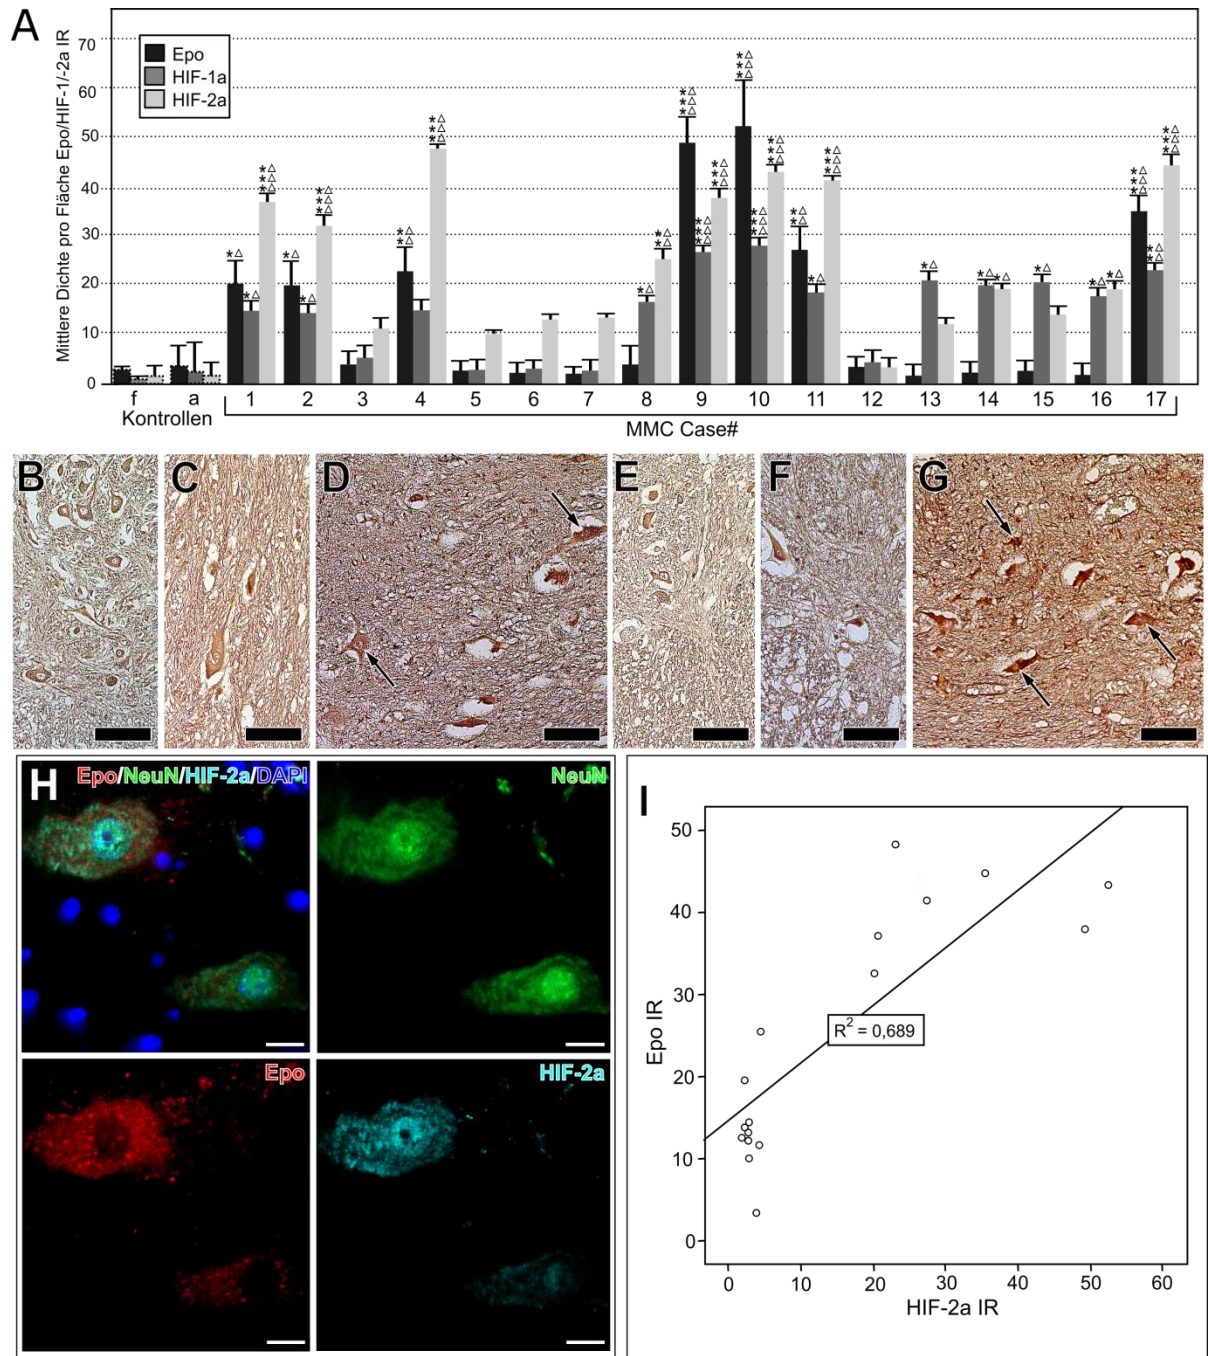 A
Mittlere Dichte pro Fläche Epo/HIF-1/-2a IR
70
60
50
40
30
20
10
0
Epo
HIF-1a
HIF-2a
f a 1 2 3 4 5 6 7 8 9 10 11 12 13 14 15 16 17
Kontrollen
MMC Case#
B C D E F G
H
Epo/NeuN/HIF-2a/DAPI
NeuN
Epo
HIF-2a
I
Epo IR
50
40
30
20
10
0
R² = 0,689
0 10 20 30 40 50 60
HIF-2a IR